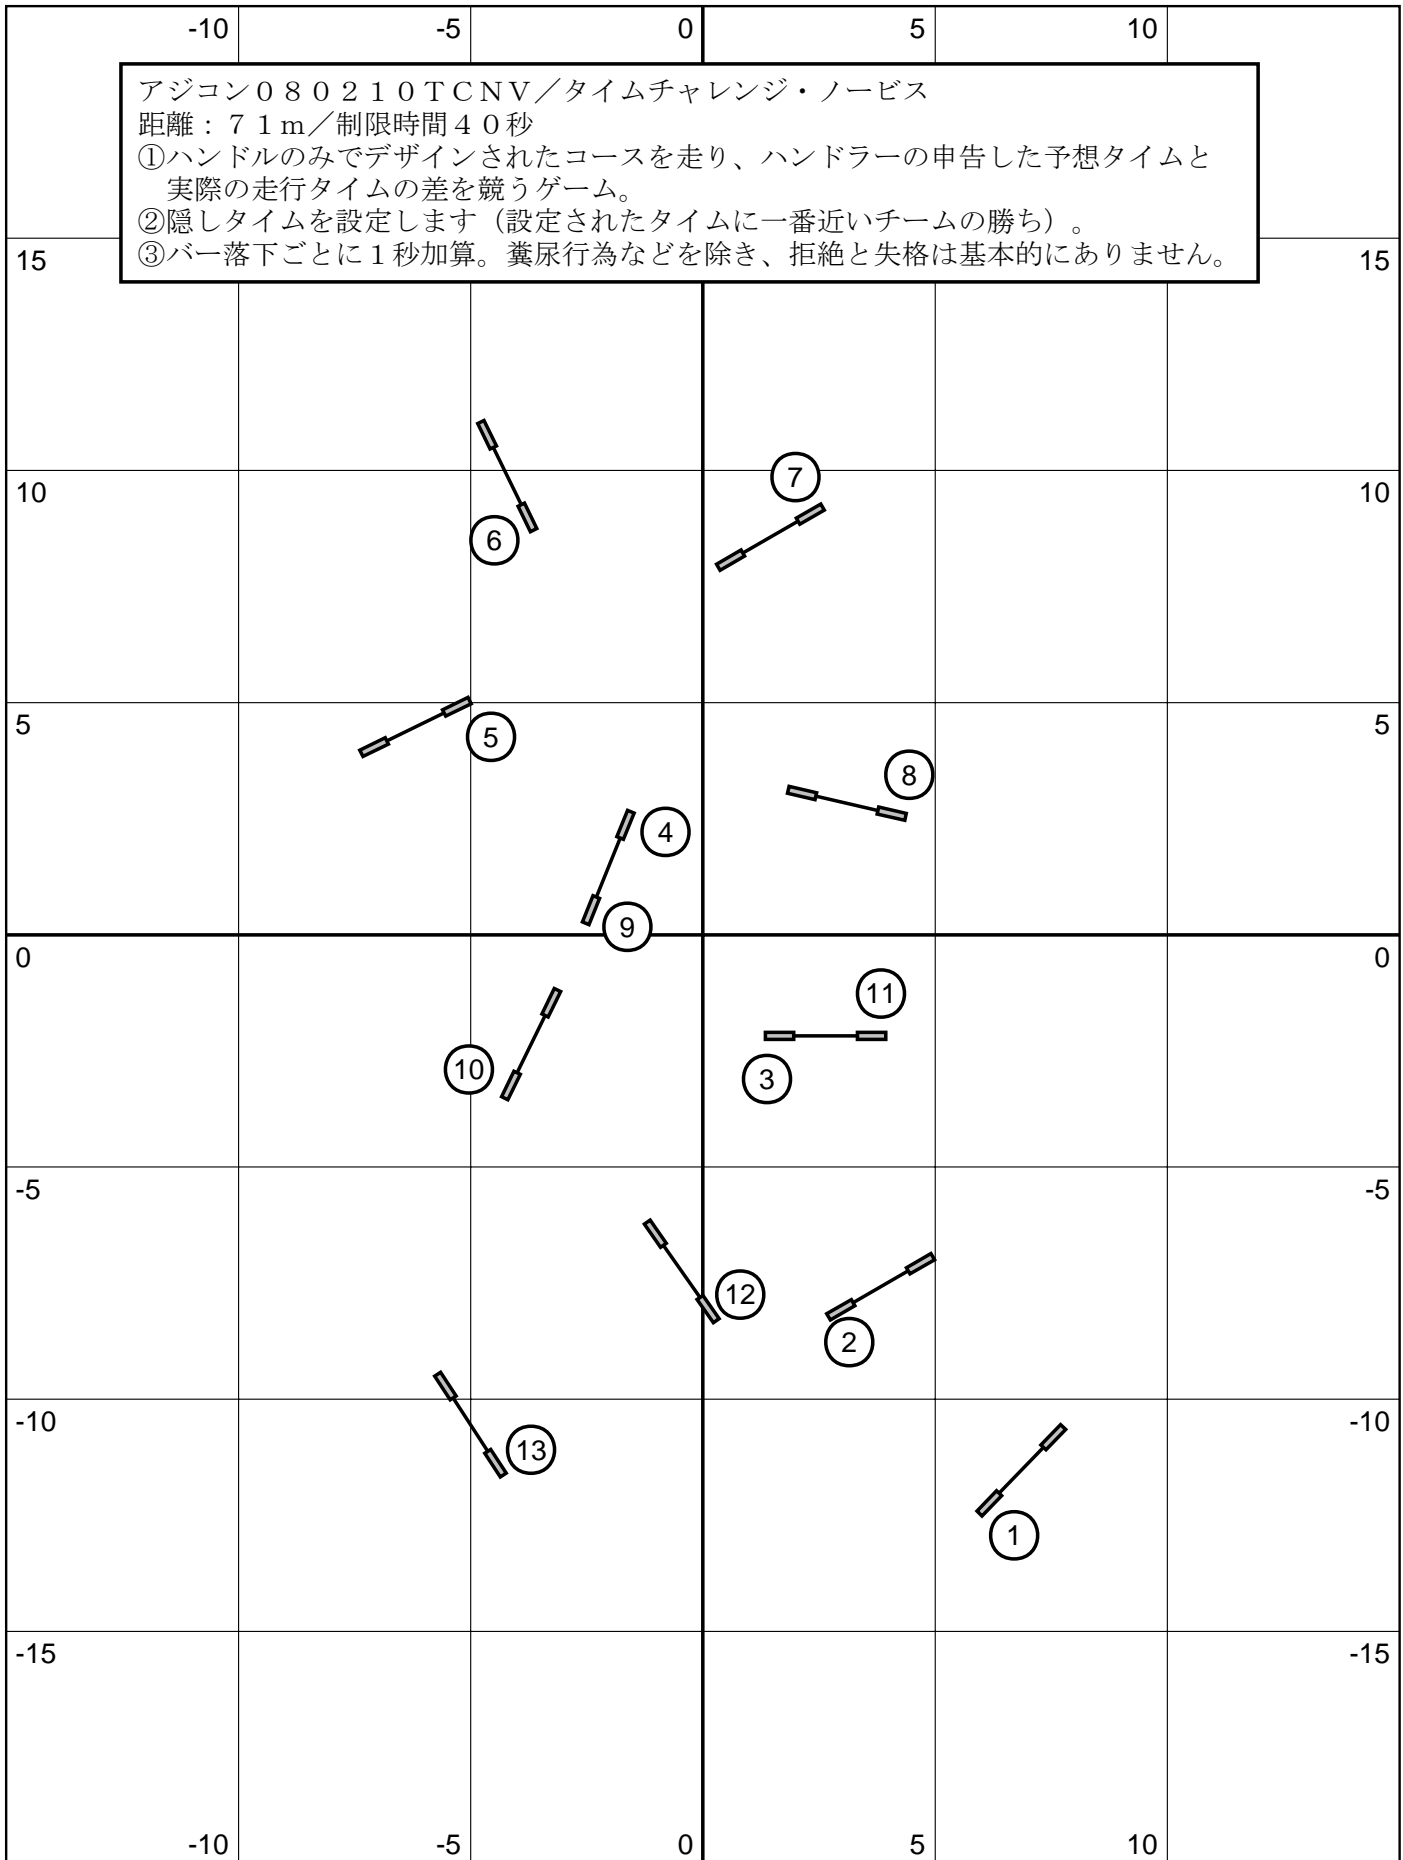 -10 -5 0 5 10
アジコン０８０２１０ＴＣＮＶ／タイムチャレンジ・ノービス
距離：７１ｍ／制限時間４０秒
①ハンドルのみでデザインされたコースを走り、ハンドラーの申告した予想タイムと
実際の走行タイムの差を競うゲーム。
②隠しタイムを設定します（設定されたタイムに一番近いチームの勝ち）。
③バー落下ごとに１秒加算。糞尿行為などを除き、拒絶と失格は基本的にありません。
15 15
7
10 10
6
5 5
5
8
4
9
0 0
11
10
3
-5 -5
12
2
-10 -10
13
1
-15 -15
-10 -5 0 5 10